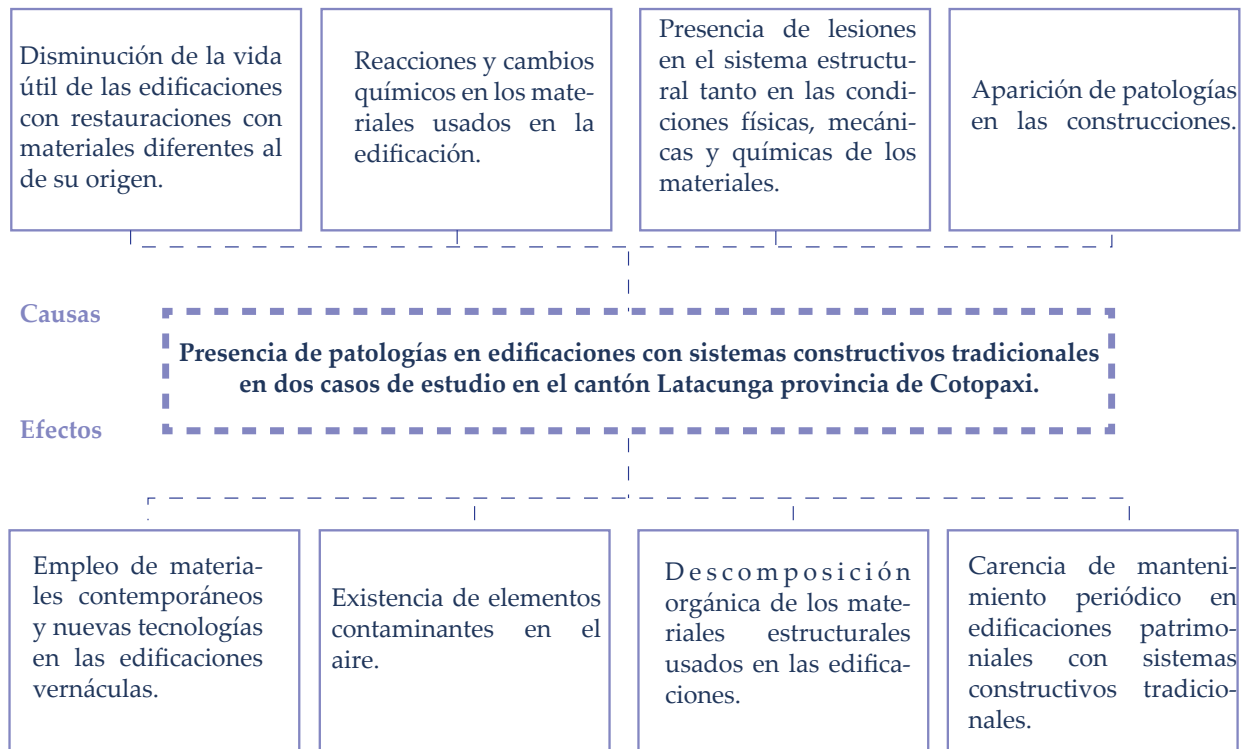 Disminución de la vida
útil de las edificaciones
con restauraciones con
materiales diferentes al
de su origen.
Reacciones y cambios
químicos en los mate-
riales usados en la
edificación.
Presencia de lesiones
en el sistema estructu-
ral tanto en las condi-
ciones físicas, mecáni-
cas y químicas de los
materiales.
Aparición de patologías
en las construcciones.
Causas
Presencia de patologías en edificaciones con sistemas constructivos tradicionales
en dos casos de estudio en el cantón Latacunga provincia de Cotopaxi.
Efectos
Empleo de materia-
les contemporáneos
y nuevas tecnologías
en las edificaciones
vernáculas.
Existencia de elementos
contaminantes en el
aire.
Descomposición
orgánica de los mate-
riales estructurales
usados en las edifica-
ciones.
Carencia de manteni-
miento periódico en
edificaciones patrimo-
niales con sistemas
constructivos tradicio-
nales.